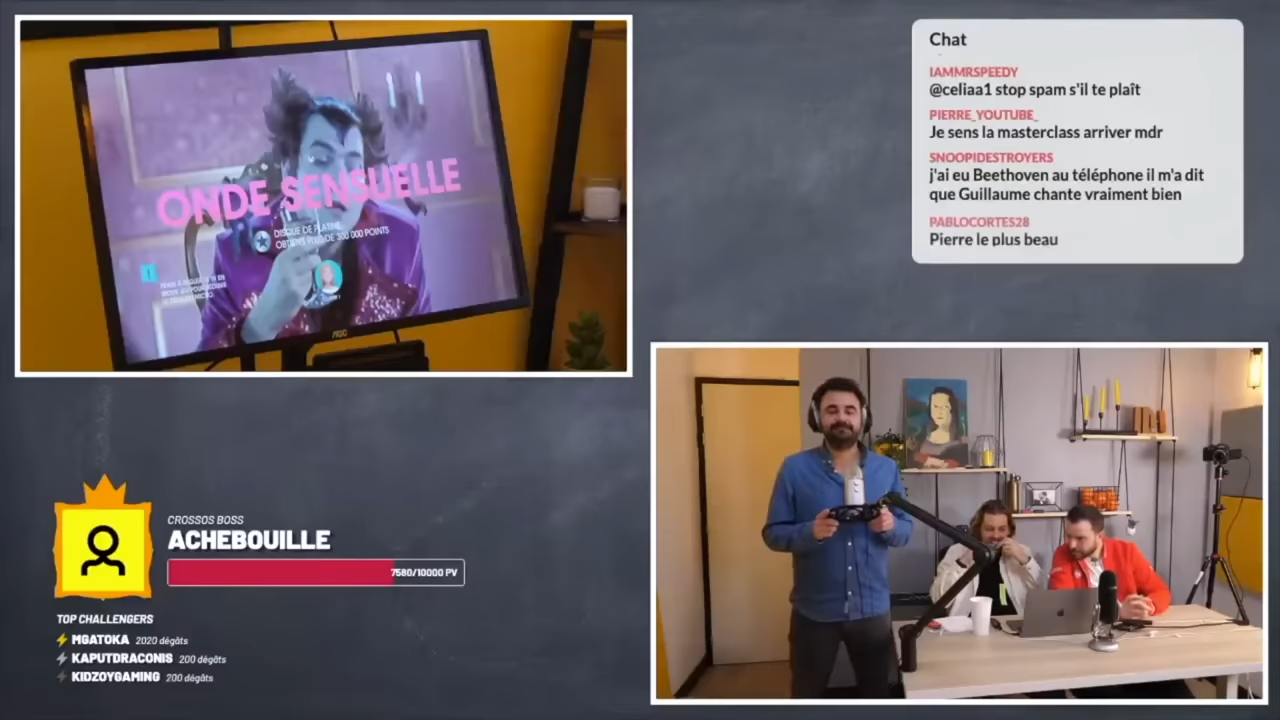 ONDE SENSUELLE
DISQUE DE PLATINE
OBTIENS PLUS DE 300 000 POINTS
AOC
Chat
IAMMRSPEEDY
@celiaa1 stop spam s'il te plaît
PIERRE_YOUTUBE_
Je sens la masterclass arriver mdr
SNOOPIDESTROYERS
j'ai eu Beethoven au téléphone il m'a dit
que Guillaume chante vraiment bien
PABLOCORTES28
Pierre le plus beau
CROSSOS BOSS
ACHEBOUILLE
7580/10000 PV
TOP CHALLENGERS
MGATOKA 2020 dégâts
KAPUTDRACONIS 200 dégâts
KIDZOYGAMING 200 dégâts